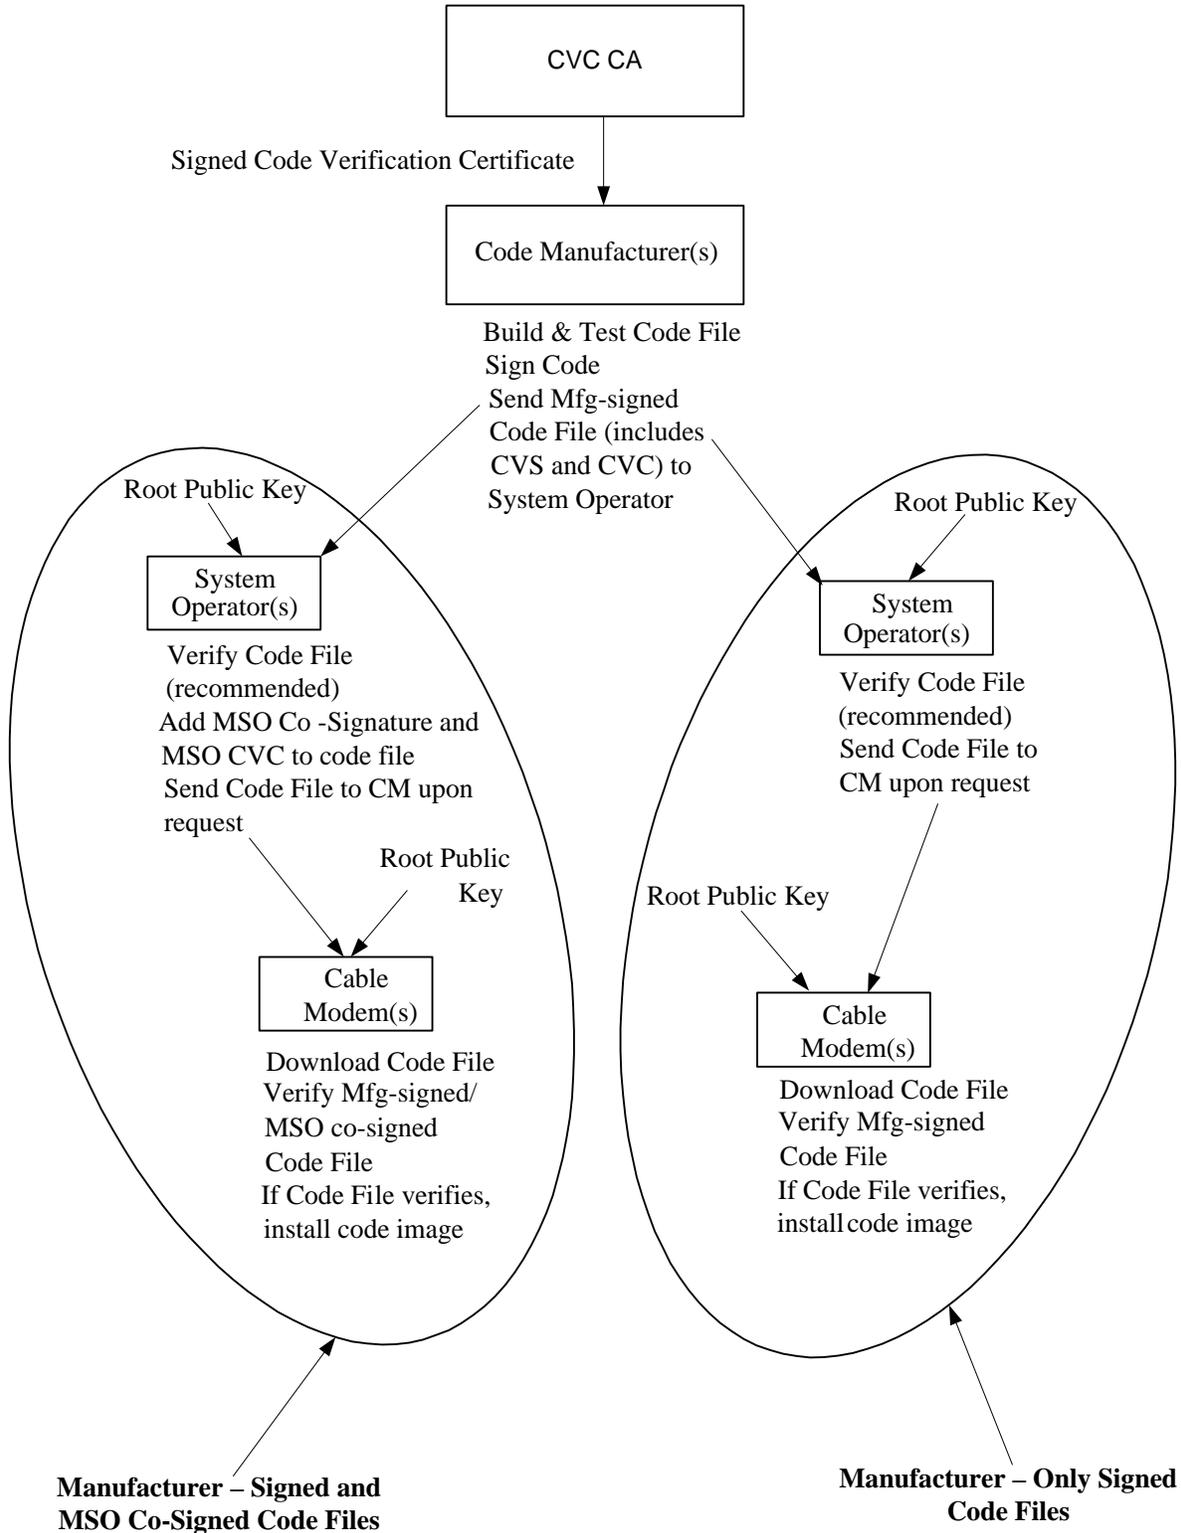 CVC CA
Signed Code Verification Certificate
Code Manufacturer(s)
Build & Test Code File
Sign Code
Send Mfg-signed
Code File (includes
CVS and CVC) to
System Operator
Root Public Key
System
Operator(s)
Verify Code File
(recommended)
Add MSO Co -Signature and
MSO CVC to code file
Send Code File to CM upon
request
Root Public
Key
Cable
Modem(s)
Download Code File
Verify Mfg-signed/
MSO co-signed
Code File
If Code File verifies,
install code image
Manufacturer – Signed and
MSO Co-Signed Code Files
Root Public Key
System
Operator(s)
Verify Code File
(recommended)
Send Code File to
CM upon request
Root Public Key
Cable
Modem(s)
Download Code File
Verify Mfg-signed
Code File
If Code File verifies,
install code image
Manufacturer – Only Signed
Code Files